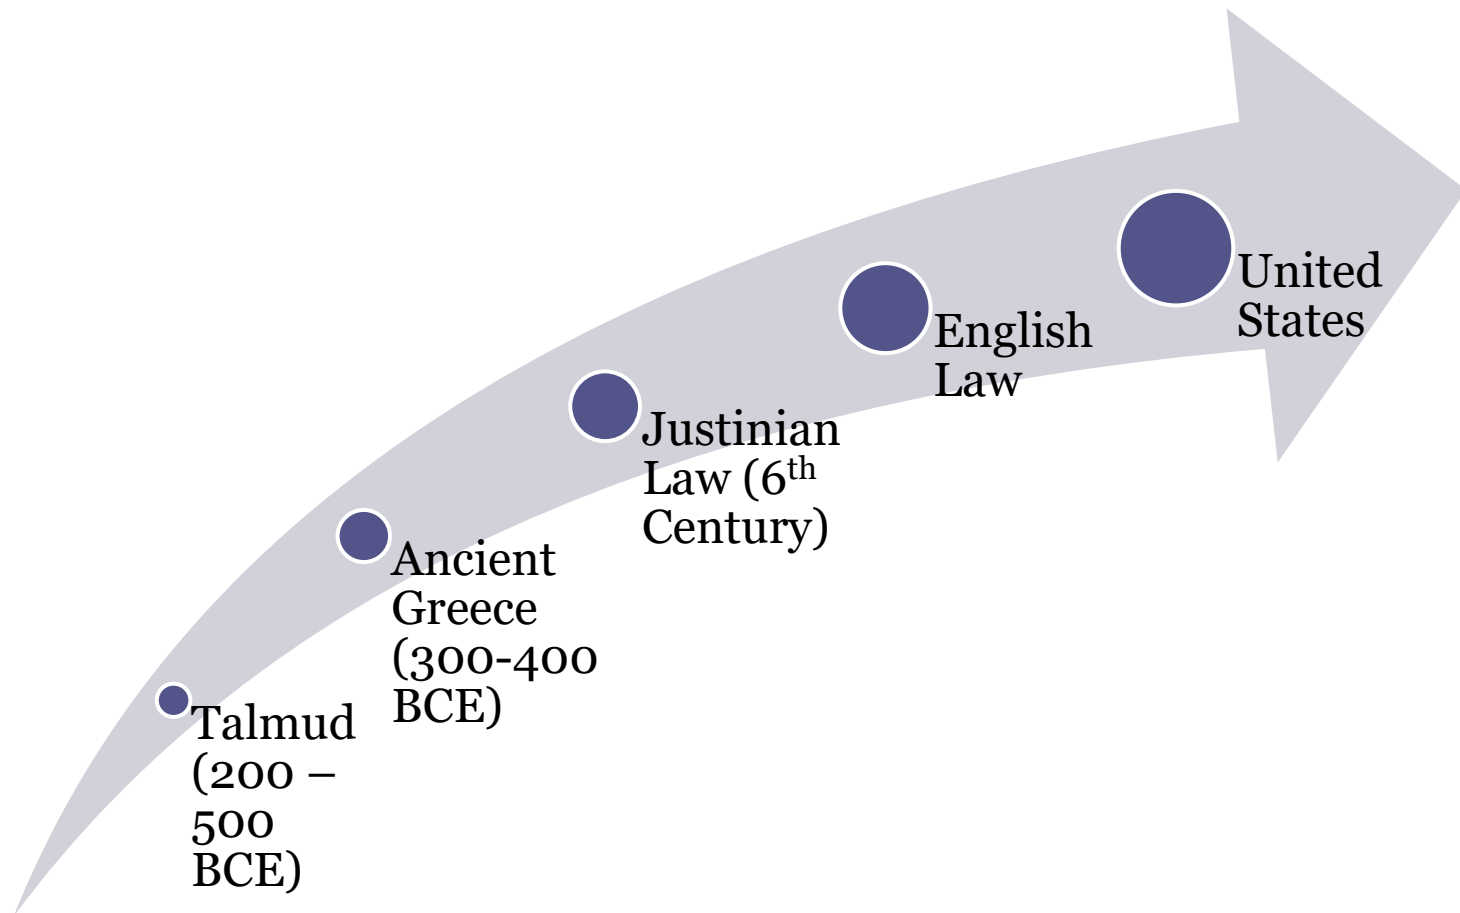 Talmud
(200 –
500
BCE)
Ancient
Greece
(300-400
BCE)
Justinian
Law (6th
Century)
English
Law
United
States